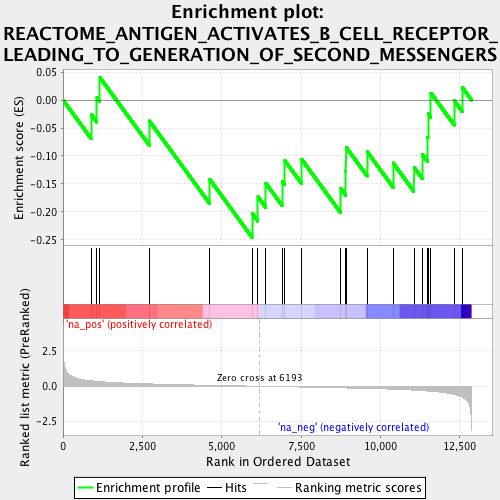 Enrichment plot:
REACTOME_ANTIGEN_ACTIVATES_B_CELL_RECEPTOR_
LEADING_TO_GENERATION_OF_SECOND_MESSENGERS
Enrichment score (ES)
0.05
0.00
-0.05
-0.10
-0.15
-0.20
-0.25
'na_pos' (positively correlated)
Ranked list metric (PreRanked)
2.5
0.0
-2.5
Zero cross at 6193
'na_neg' (negatively correlated)
0 2,500 5,000 7,500 10,000 12,500
Rank in Ordered Dataset
Enrichment profile Hits Ranking metric scores